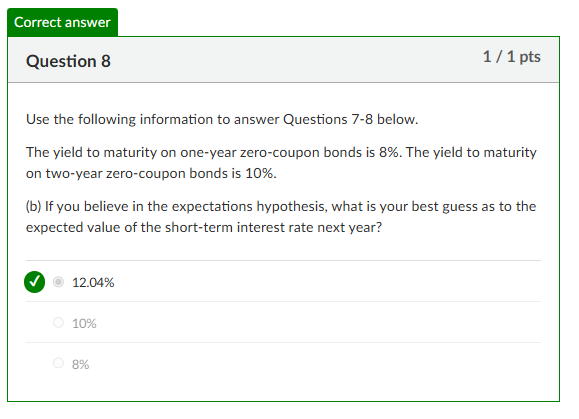 Correct answer
Question 8
1 / 1 pts
Use the following information to answer Questions 7-8 below.
The yield to maturity on one-year zero-coupon bonds is 8%. The yield to maturity
on two-year zero-coupon bonds is 10%.
(b) If you believe in the expectations hypothesis, what is your best guess as to the
expected value of the short-term interest rate next year?
12.04%
10%
8%